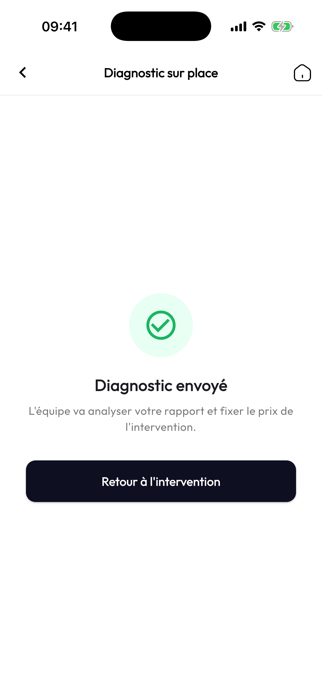 09:41
Diagnostic sur place
Diagnostic envoyé
L'équipe va analyser votre rapport et fixer le prix de
l'intervention.
Retour à l'intervention